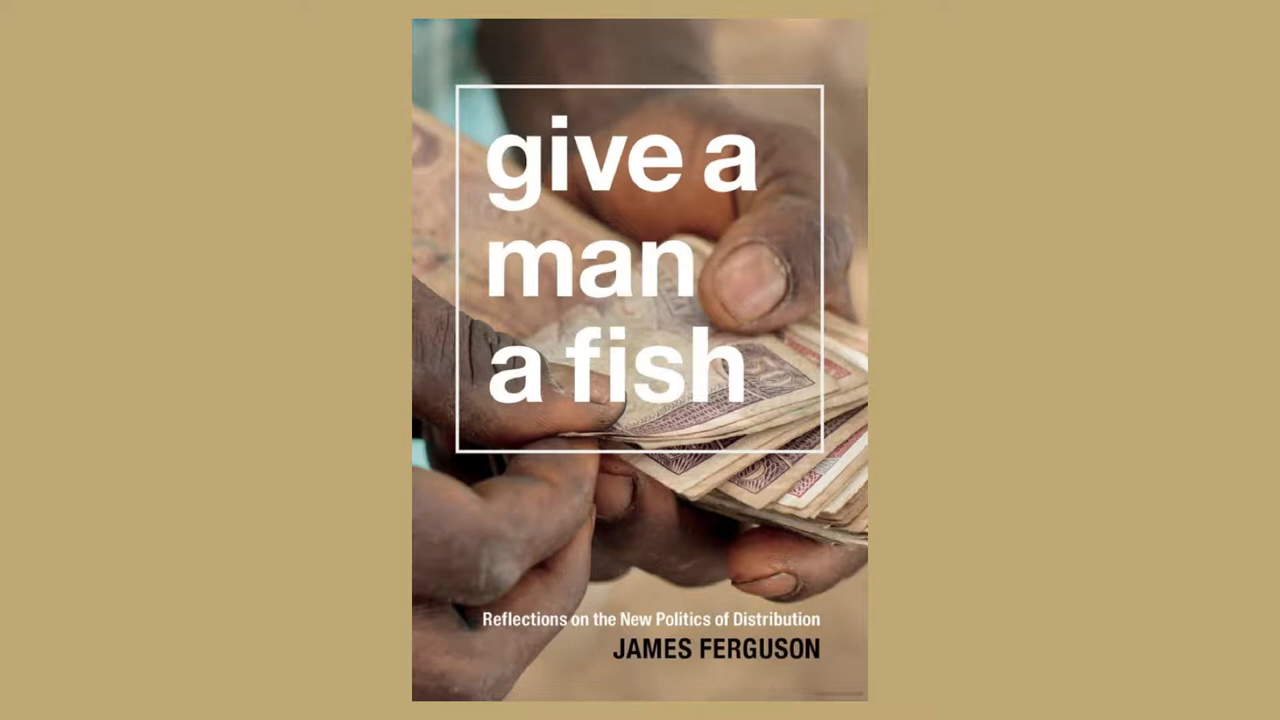 give a
man
a fish
Reflections on the New Politics of Distribution
JAMES FERGUSON